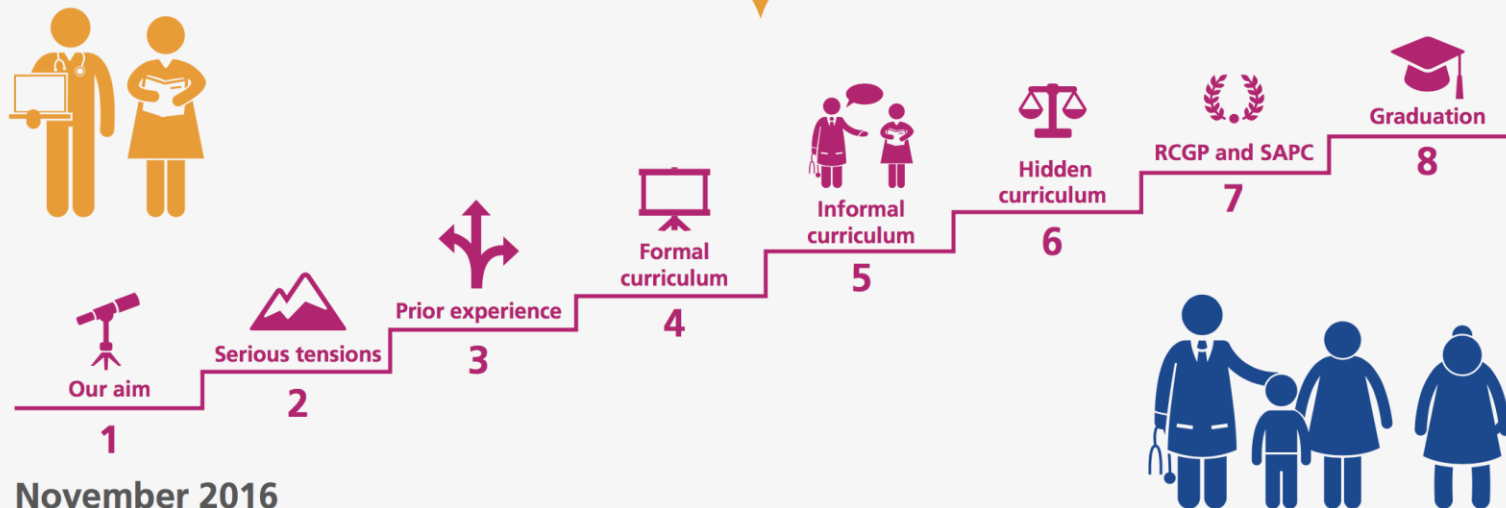 Our aim
1
Serious tensions
2
Prior experience
3
Formal
curriculum
4
Informal
curriculum
5
Hidden
curriculum
6
RCGP and SAPC
7
Graduation
8
November 2016